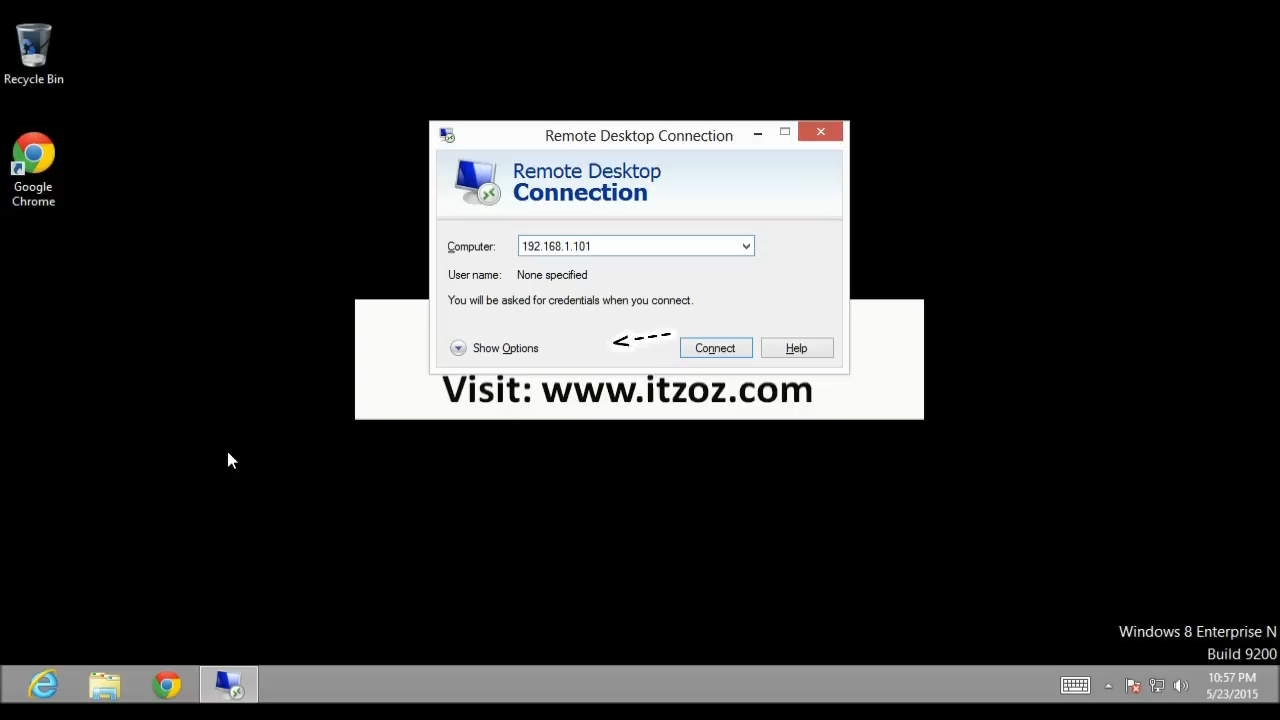 Recycle Bin
Google
Chrome
Remote Desktop Connection
Remote Desktop
Connection
Computer: 192.168.1.101
User name: None specified
You will be asked for credentials when you connect.
Show Options
Connect
Help
Visit: www.itzoz.com
Windows 8 Enterprise N
Build 9200
10:57 PM
5/23/2015